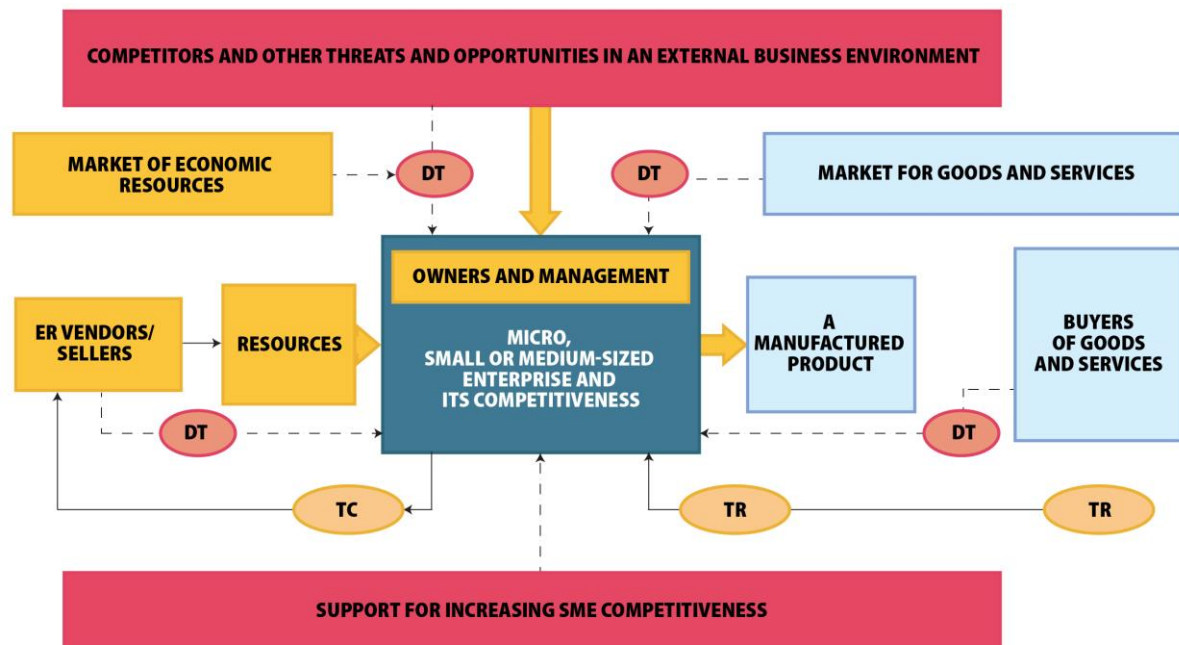 COMPETITORS AND OTHER THREATS AND OPPORTUNITIES IN AN EXTERNAL BUSINESS ENVIRONMENT
MARKET OF ECONOMIC
RESOURCES
DT
DT
MARKET FOR GOODS AND SERVICES
OWNERS AND MANAGEMENT
ER VENDORS/
SELLERS
RESOURCES
MICRO,
SMALL OR MEDIUM-SIZED
ENTERPRISE AND
ITS COMPETITIVENESS
A
MANUFACTURED
PRODUCT
BUYERS
OF GOODS
AND SERVICES
DT
DT
TC
TR
TR
SUPPORT FOR INCREASING SME COMPETITIVENESS